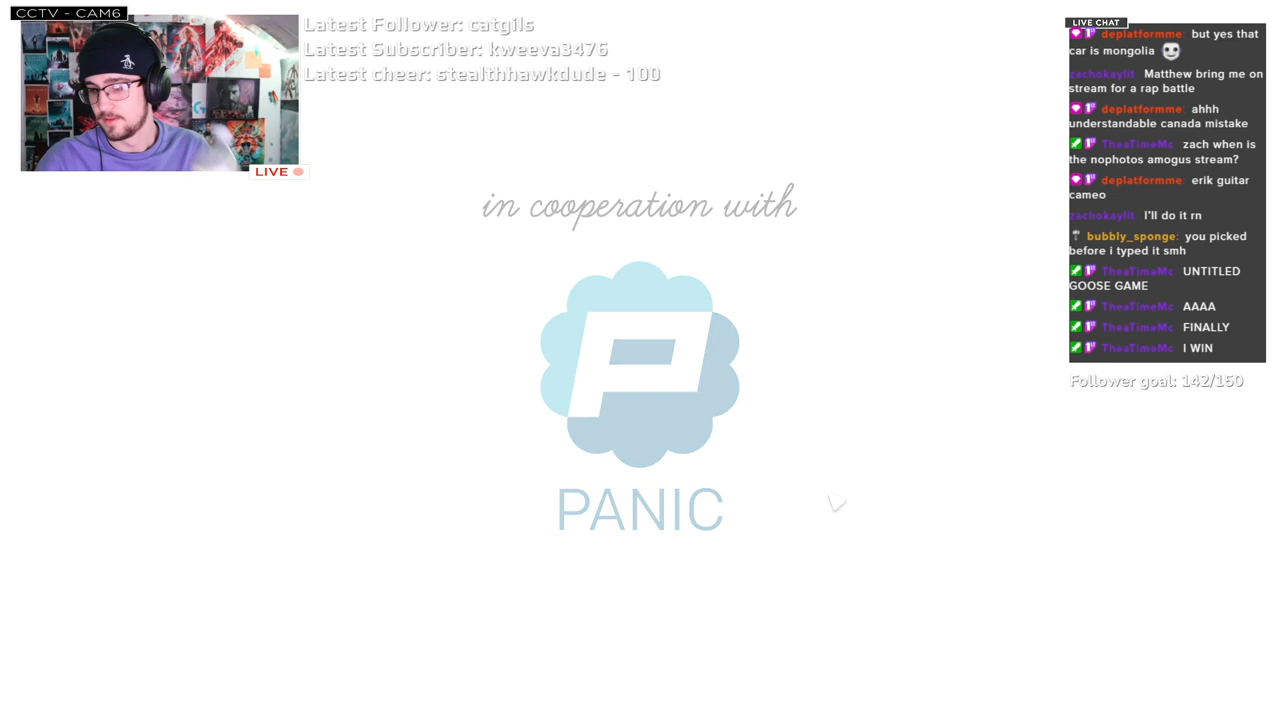 CCTV - CAM6
Latest Follower: catgils
Latest Subscriber: kweeva3476
Latest cheer: stealthhawkdude - 100
LIVE
in cooperation with
P
PANIC
LIVE CHAT
deplatformme: but yes that
car is mongolia
zachokaylit Matthew bring me on
stream for a rap battle
deplatformme: ahhh
understandable canada mistake
TheaTimeMc zach when is
the nophotos amogus stream?
deplatformme: erik guitar
cameo
zachokaylit I'll do it rn
bubbly_sponge: you picked
before i typed it smh
TheaTimeMc UNTITLED
GOOSE GAME
TheaTimeMc AAAA
TheaTimeMc FINALLY
TheaTimeMc I WIN
Follower goal: 142/150